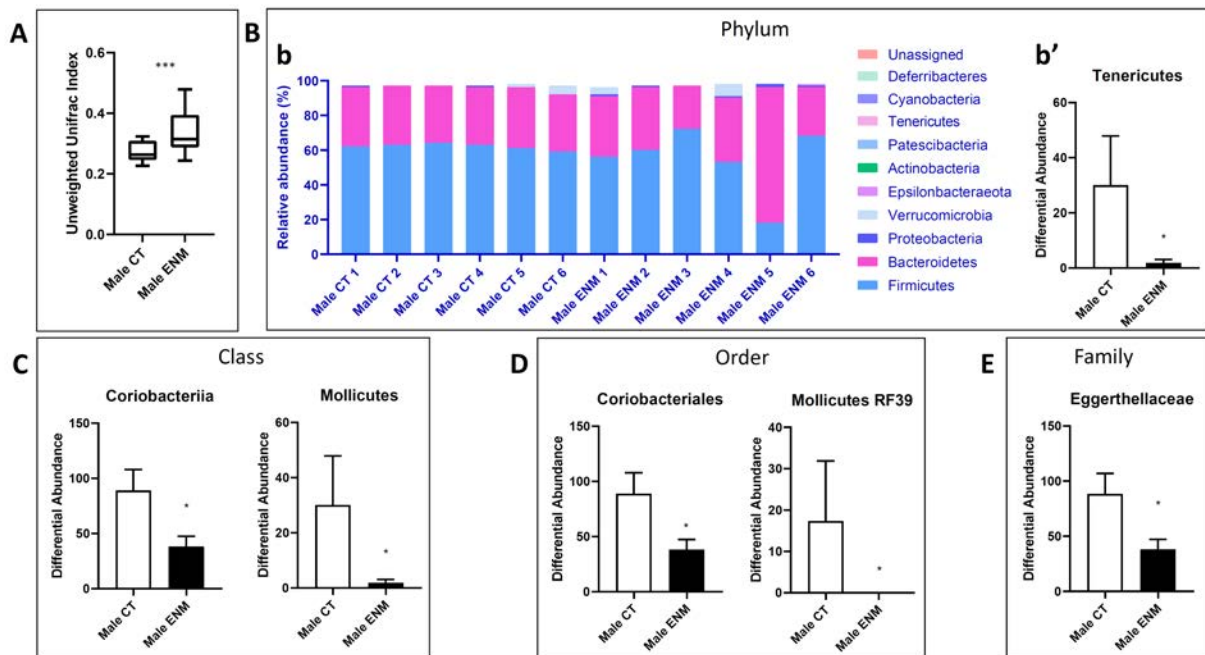 A
Unweighted Unifrac Index
0.6
0.4
0.2
0.0
***
Male CT
Male ENM
B
Phylum
b
Relative abundance (%)
100
80
60
40
20
0
Male CT 1
Male CT 2
Male CT 3
Male CT 4
Male CT 5
Male CT 6
Male ENM 1
Male ENM 2
Male ENM 3
Male ENM 4
Male ENM 5
Male ENM 6
Unassigned
Deferribacteres
Cyanobacteria
Tenericutes
Patescibacteria
Actinobacteria
Epsilonbacteraeota
Verrucomicrobia
Proteobacteria
Bacteroidetes
Firmicutes
b'
Tenericutes
Differential Abundance
60
40
20
0
*
Male CT
Male ENM
C
Class
Coriobacteriia
Differential Abundance
150
100
50
0
*
Male CT
Male ENM
Mollicutes
Differential Abundance
60
40
20
0
*
Male CT
Male ENM
D
Order
Coriobacteriales
Differential Abundance
150
100
50
0
*
Male CT
Male ENM
Mollicutes RF39
Differential Abundance
40
30
20
10
0
*
Male CT
Male ENM
E
Family
Eggerthellaceae
Differential Abundance
150
100
50
0
*
Male CT
Male ENM